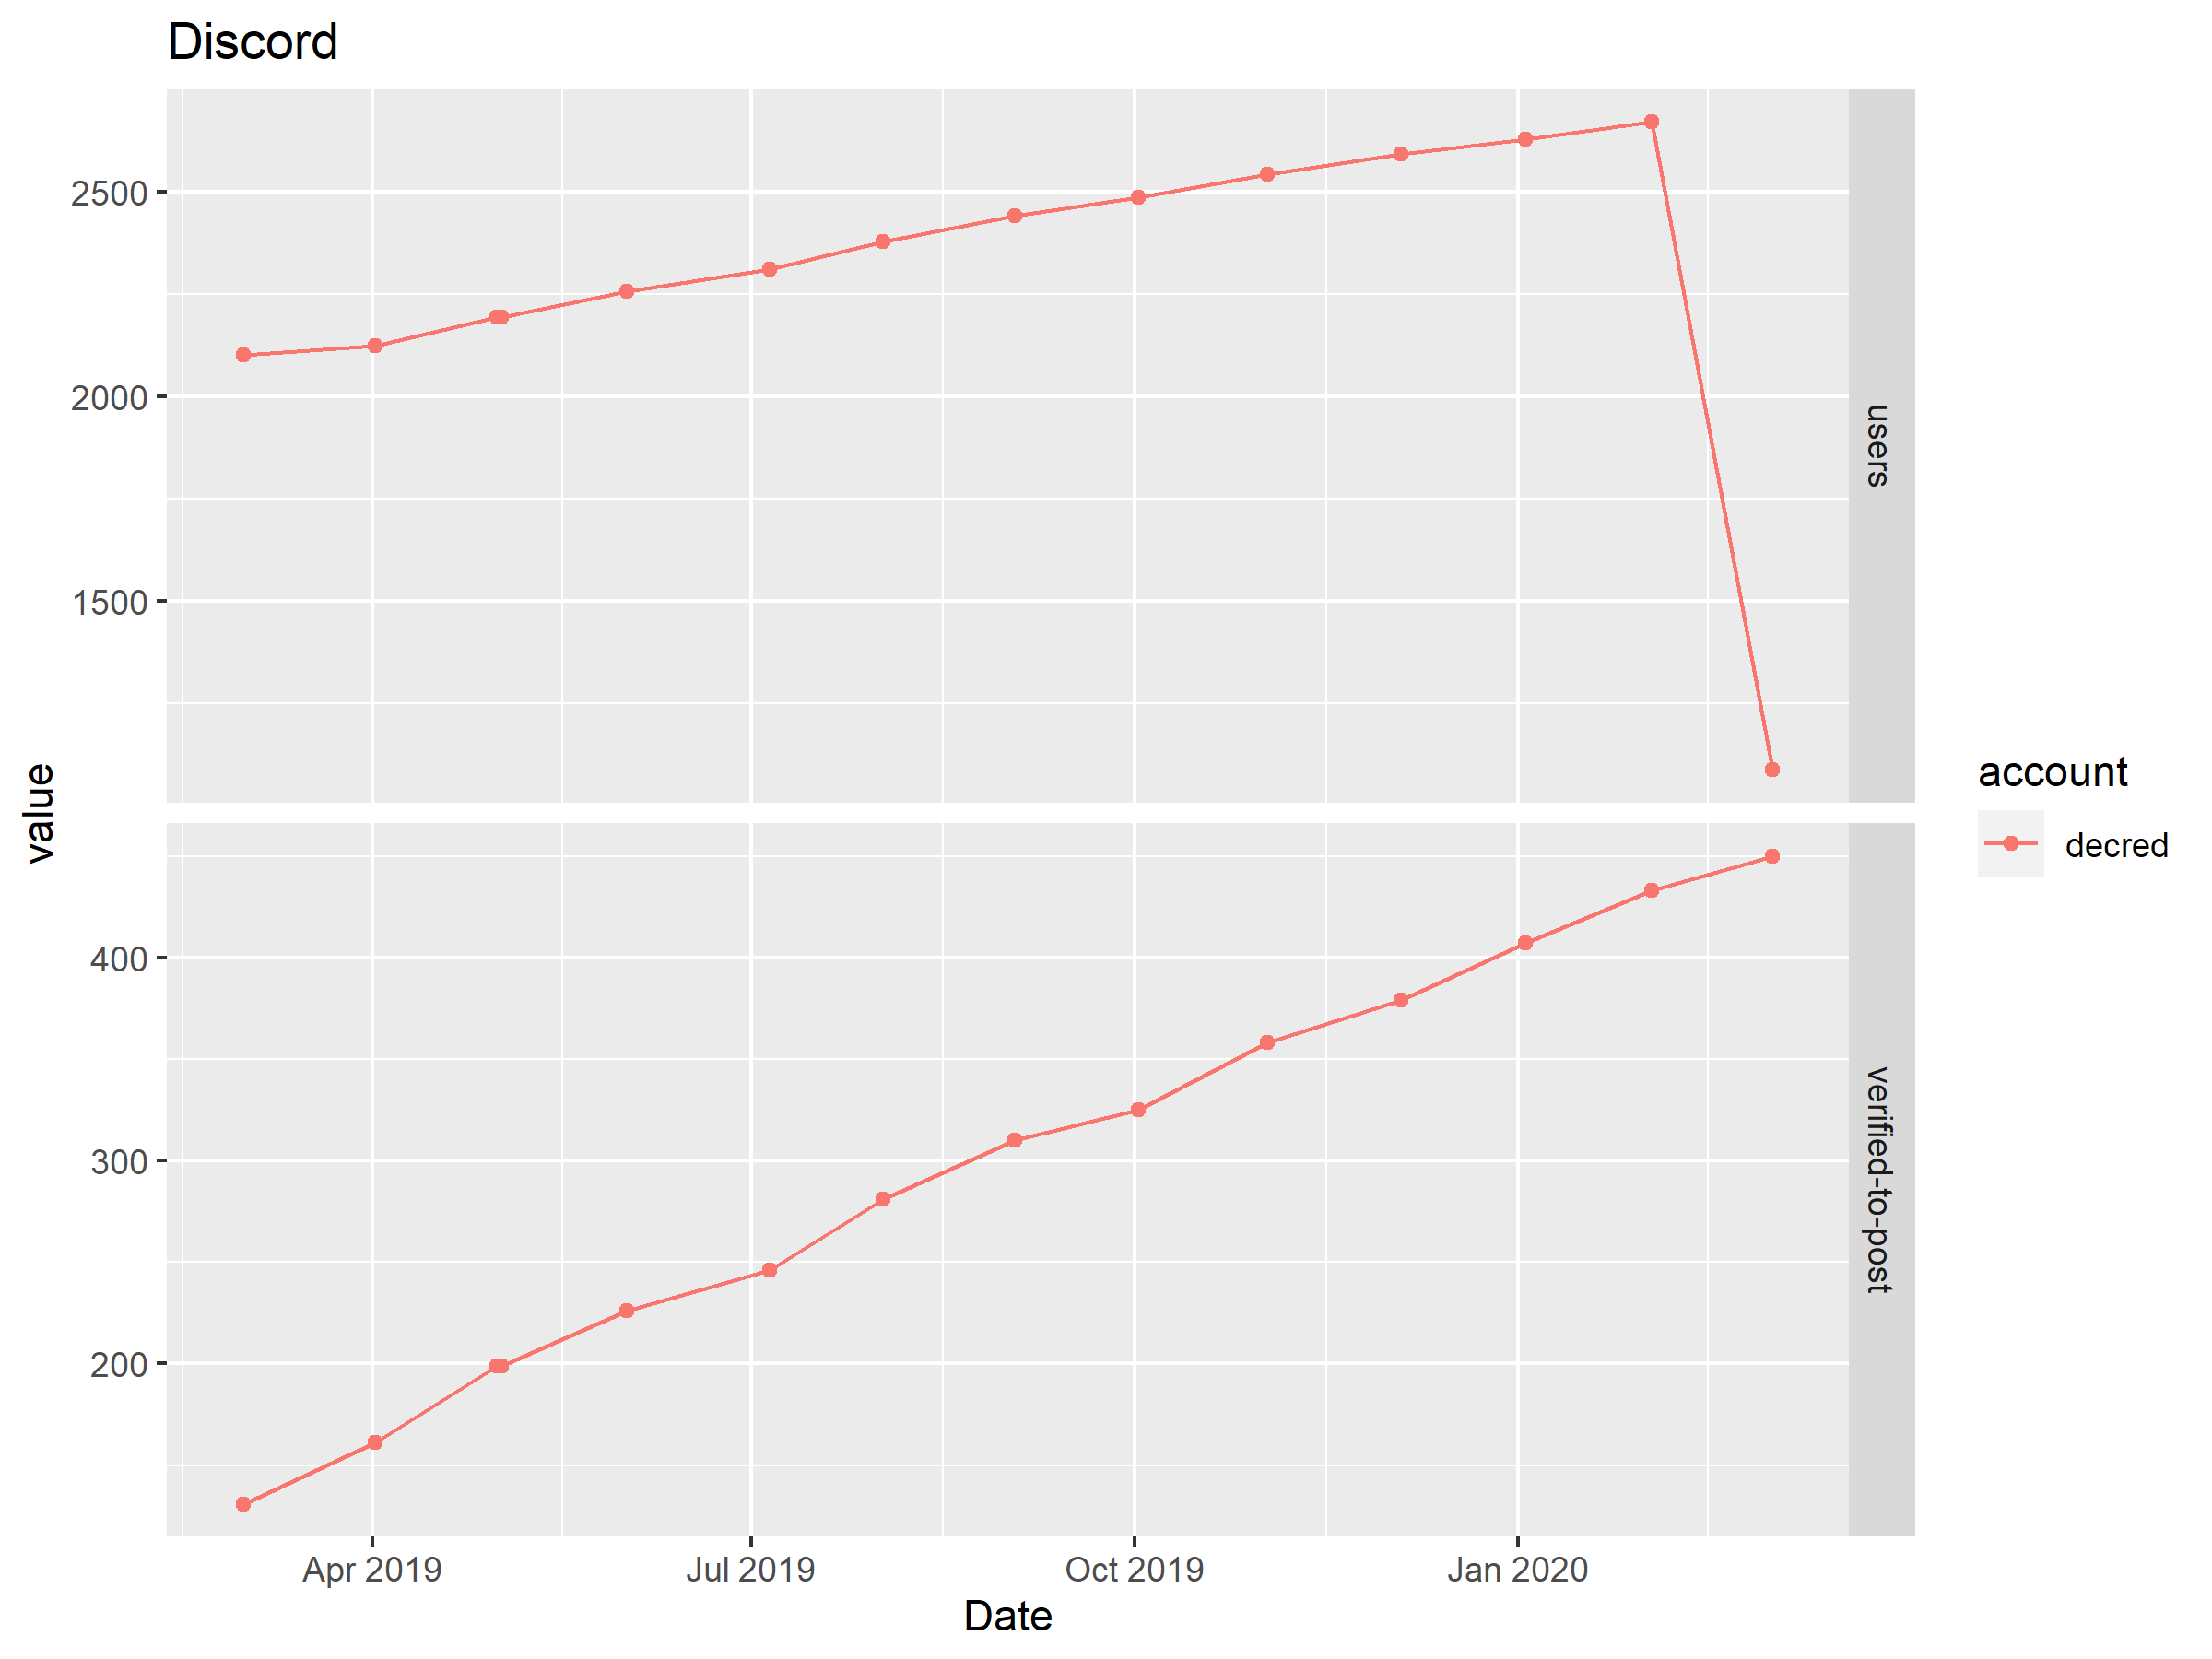 Discord
2500
2000
1500
users
400
300
200
verified-to-post
Apr 2019
Jul 2019
Oct 2019
Jan 2020
Date
value
account
decred